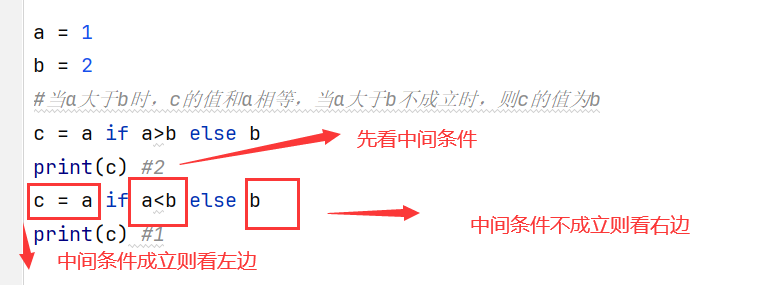 a = 1
b = 2
#当a大于b时，c的值和a相等，当a大于b不成立时，则c的值为b
c = a if a>b else b
先看中间条件
print(c) #2
c = a if a<b else b
中间条件不成立则看右边
print(c) #1
中间条件成立则看左边